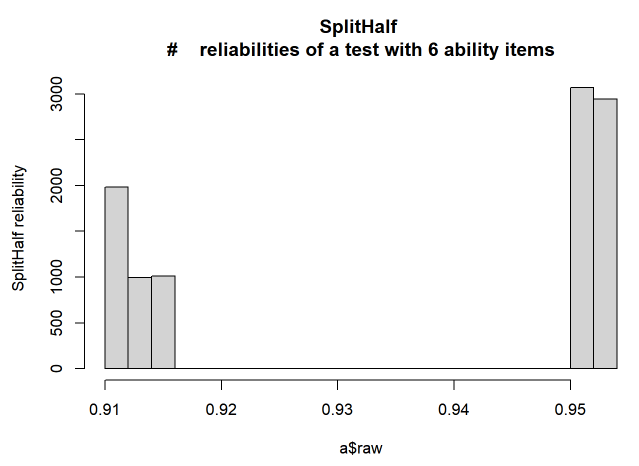 SplitHalf
# reliabilities of a test with 6 ability items
SplitHalf reliability
3000
2000
1000
500
0
0.91 0.92 0.93 0.94 0.95
a$raw